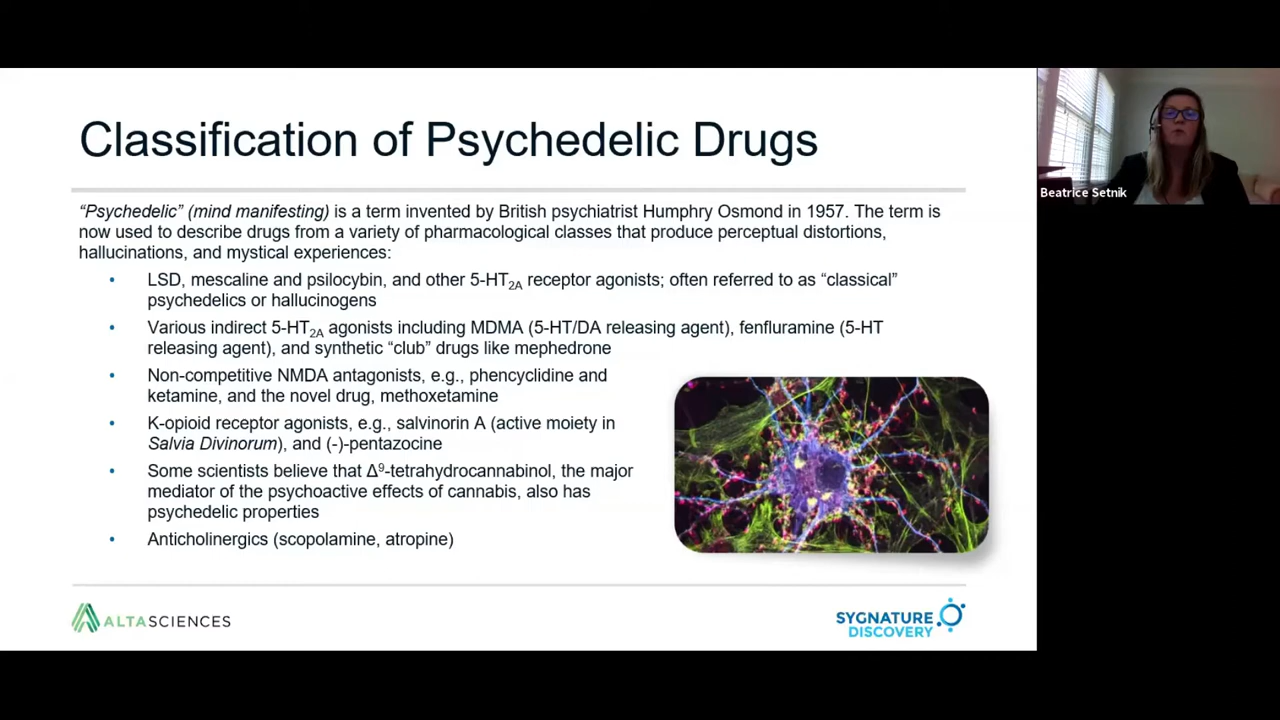 Classification of Psychedelic Drugs
“Psychedelic” (mind manifesting) is a term invented by British psychiatrist Humphry Osmond in 1957. The term is
now used to describe drugs from a variety of pharmacological classes that produce perceptual distortions,
hallucinations, and mystical experiences:
• LSD, mescaline and psilocybin, and other 5-HT2A receptor agonists; often referred to as “classical”
psychedelics or hallucinogens
• Various indirect 5-HT2A agonists including MDMA (5-HT/DA releasing agent), fenfluramine (5-HT
releasing agent), and synthetic “club” drugs like mephedrone
• Non-competitive NMDA antagonists, e.g., phencyclidine and
ketamine, and the novel drug, methoxetamine
• K-opioid receptor agonists, e.g., salvinorin A (active moiety in
Salvia Divinorum), and (-)-pentazocine
• Some scientists believe that Δ9-tetrahydrocannabinol, the major
mediator of the psychoactive effects of cannabis, also has
psychedelic properties
• Anticholinergics (scopolamine, atropine)
ALTASCIENCES
SYGNATURE
DISCOVERY
Beatrice Setnik